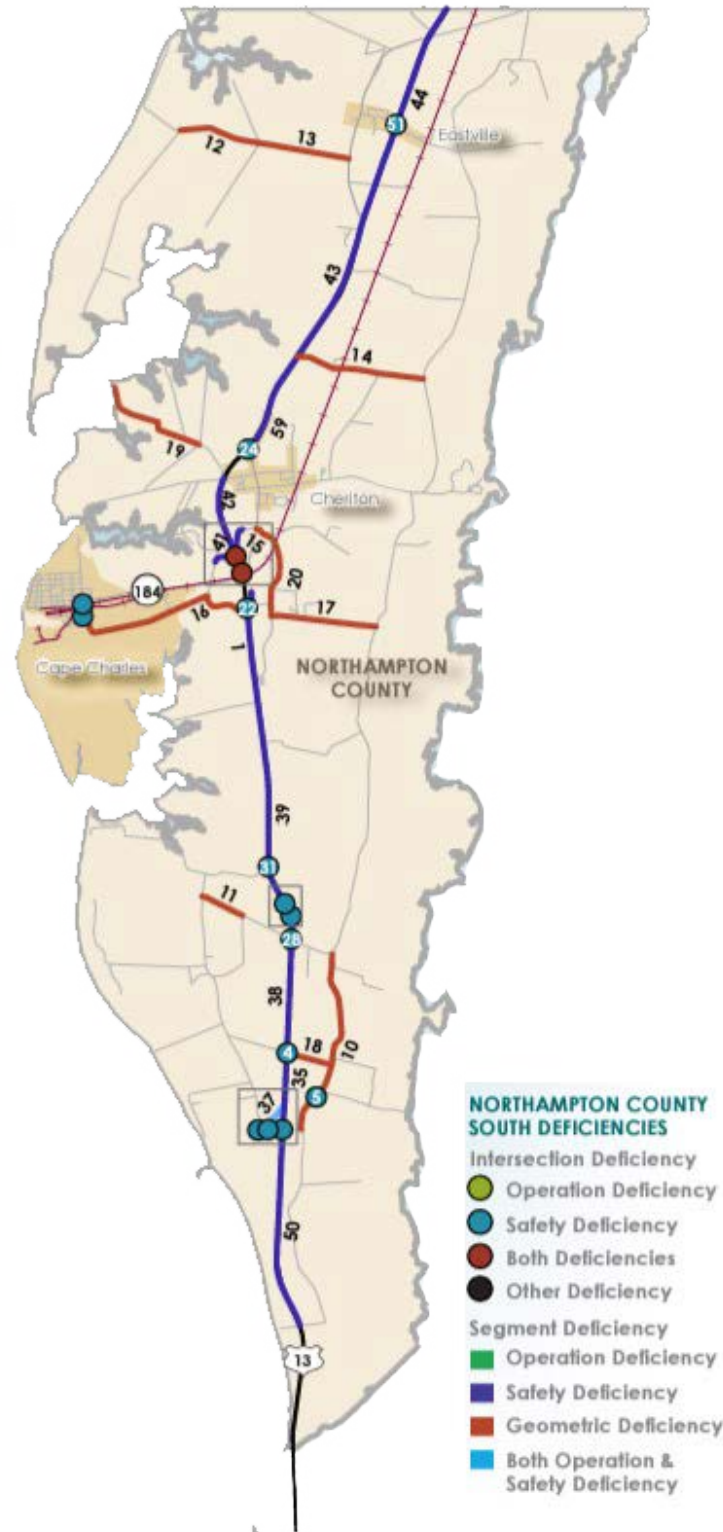 44
51
Eastville
12
13
43
14
59
24
19
42
Cheriton
41
15
20
184
16
22
17
1
Cape Charles
NORTHAMPTON
COUNTY
39
31
11
28
38
4
18
10
35
5
37
50
13
NORTHAMPTON COUNTY
SOUTH DEFICIENCIES
Intersection Deficiency
Operation Deficiency
Safety Deficiency
Both Deficiencies
Other Deficiency
Segment Deficiency
Operation Deficiency
Safety Deficiency
Geometric Deficiency
Both Operation &
Safety Deficiency